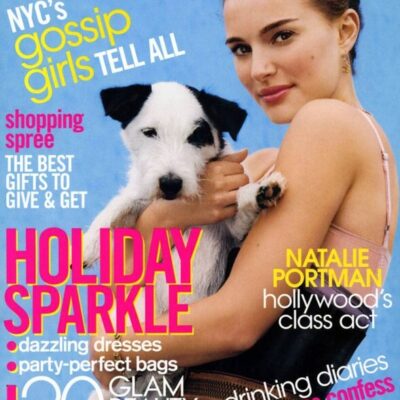 NYC'S
gossip
girls TELL ALL
shopping
spree
THE BEST
GIFTS TO
GIVE & GET
HOLIDAY
SPARKLE
•dazzling dresses
•party-perfect bags
GLAM
NATALIE
PORTMAN
hollywood's
class act
drinking diaries
confess